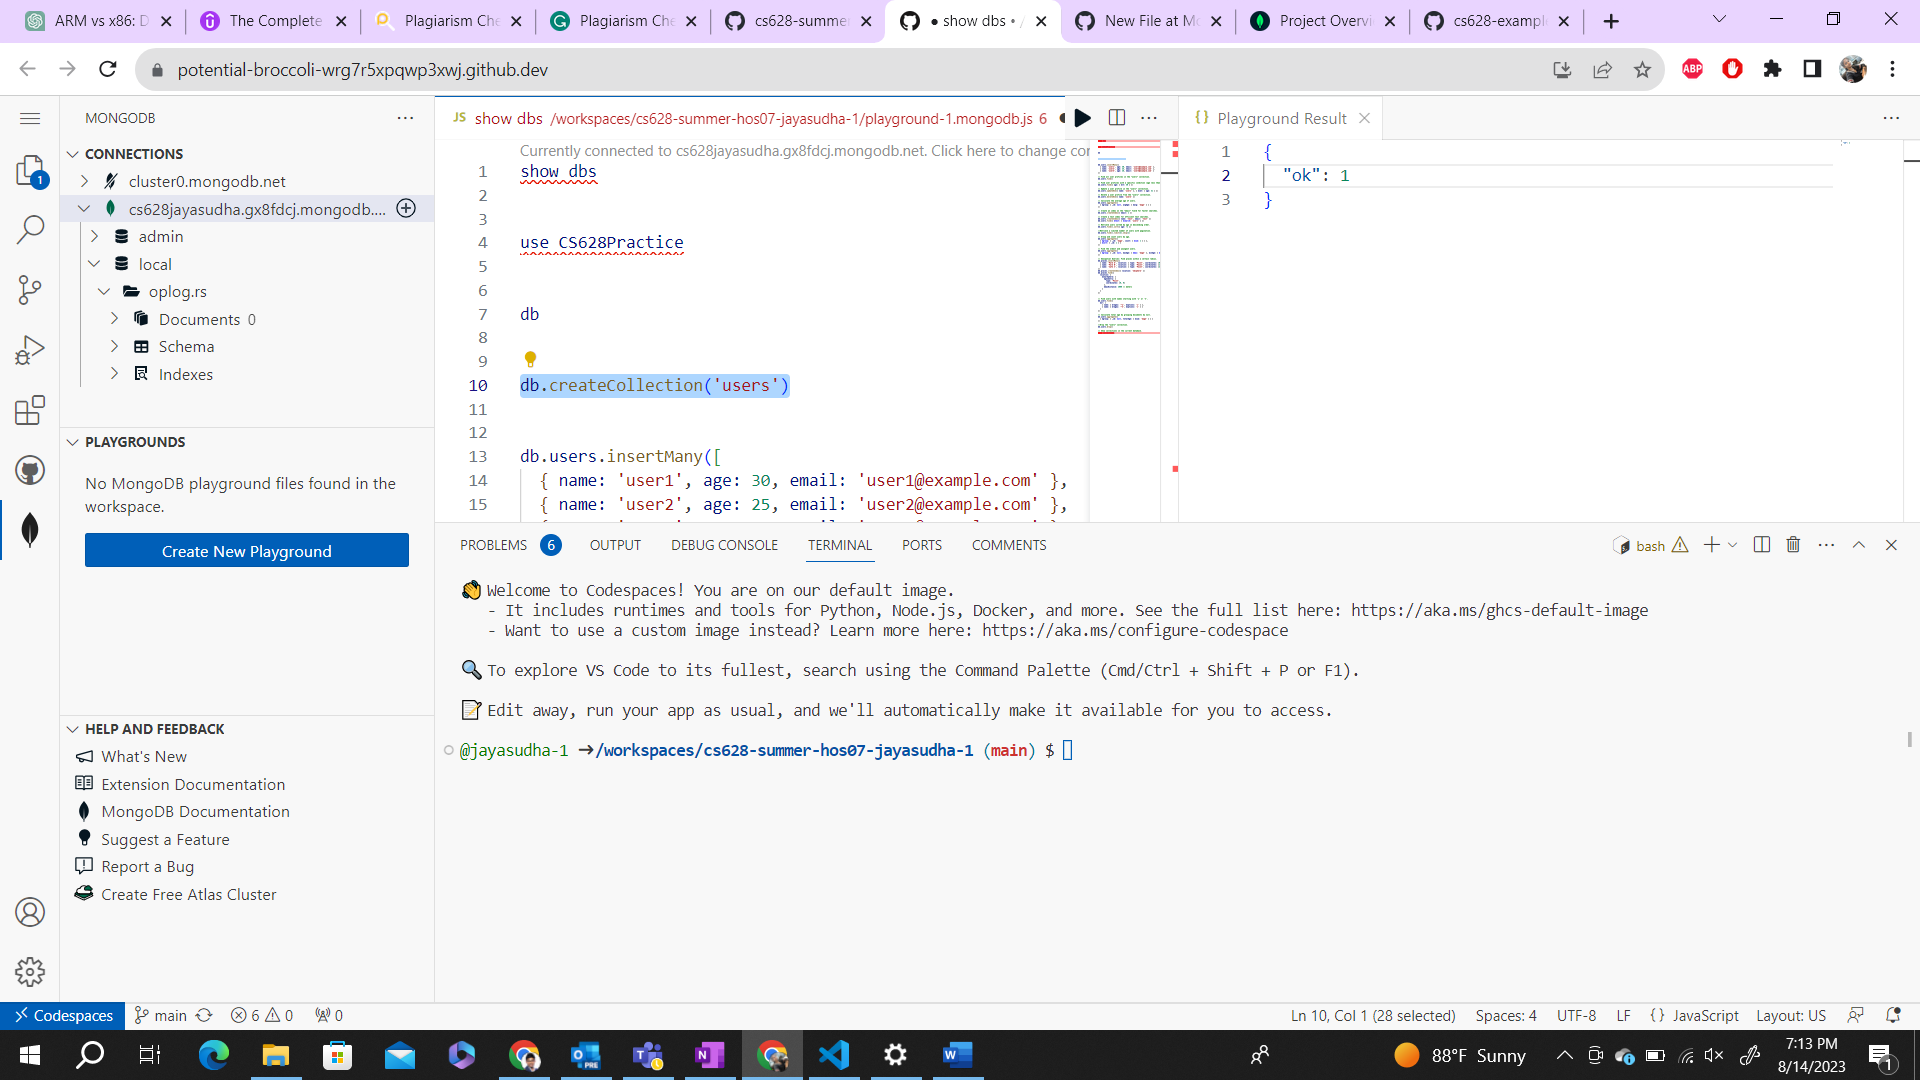 ARM vs x86: D
The Complete
Plagiarism Che
Plagiarism Che
cs628-summer
● show dbs • /
New File at Mo
Project Overvi
cs628-example
potential-broccoli-wrg7r5xpqwp3xwj.github.dev
ABP
MONGODB
CONNECTIONS
cluster0.mongodb.net
cs628jayasudha.gx8fdcj.mongodb....
admin
local
oplog.rs
Documents 0
Schema
Indexes
1
PLAYGROUNDS
No MongoDB playground files found in the
workspace.
Create New Playground
HELP AND FEEDBACK
What's New
Extension Documentation
MongoDB Documentation
Suggest a Feature
Report a Bug
Create Free Atlas Cluster
JS show dbs /workspaces/cs628-summer-hos07-jayasudha-1/playground-1.mongodb.js 6
Currently connected to cs628jayasudha.gx8fdcj.mongodb.net. Click here to change con
1 show dbs
2
3
4 use CS628Practice
5
6
7 db
8
9
10 db.createCollection('users')
11
12
13 db.users.insertMany([
14 { name: 'user1', age: 30, email: 'user1@example.com' },
15 { name: 'user2', age: 25, email: 'user2@example.com' },
{} Playground Result
1 {
2 "ok": 1
3 }
PROBLEMS 6 OUTPUT DEBUG CONSOLE TERMINAL PORTS COMMENTS
bash
👋 Welcome to Codespaces! You are on our default image.
- It includes runtimes and tools for Python, Node.js, Docker, and more. See the full list here: https://aka.ms/ghcs-default-image
- Want to use a custom image instead? Learn more here: https://aka.ms/configure-codespace
🔍 To explore VS Code to its fullest, search using the Command Palette (Cmd/Ctrl + Shift + P or F1).
📝 Edit away, run your app as usual, and we'll automatically make it available for you to access.
@jayasudha-1 ➜/workspaces/cs628-summer-hos07-jayasudha-1 (main) $
Codespaces main 6 0 0
Ln 10, Col 1 (28 selected) Spaces: 4 UTF-8 LF {} JavaScript Layout: US
88°F Sunny
7:13 PM
8/14/2023
1